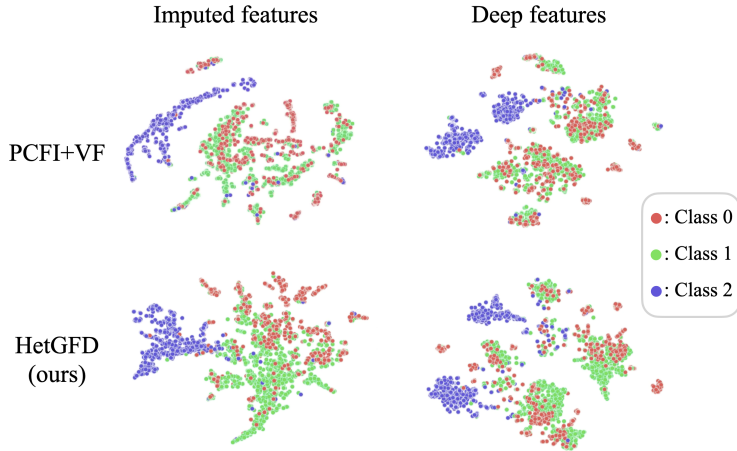 Imputed features
Deep features
PCFI+VF
: Class 0
: Class 1
: Class 2
HetGFD
(ours)